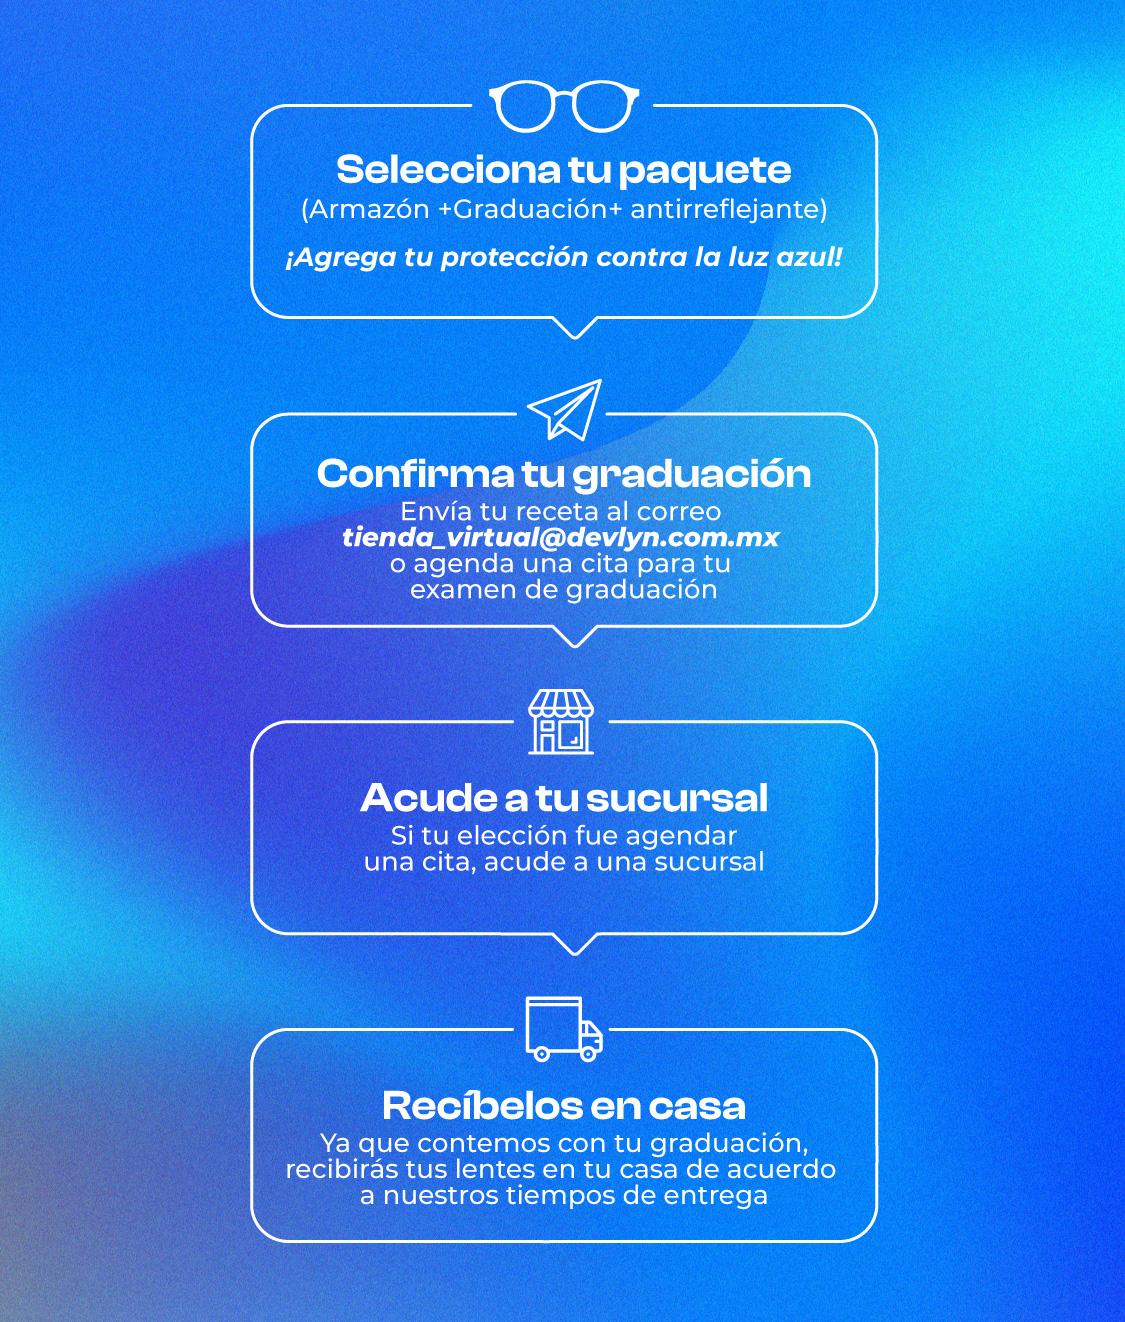 Selecciona tu paquete
(Armazón +Graduación+ antirreflejante)
¡Agrega tu protección contra la luz azul!
Confirma tu graduación
Envía tu receta al correo
tienda_virtual@devlyn.com.mx
o agenda una cita para tu
examen de graduación
Acude a tu sucursal
Si tu elección fue agendar
una cita, acude a una sucursal
Recíbelos en casa
Ya que contemos con tu graduación,
recibirás tus lentes en tu casa de acuerdo
a nuestros tiempos de entrega